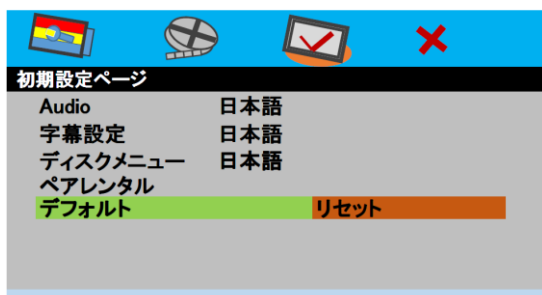 初期設定ページ
Audio 日本語
字幕設定 日本語
ディスクメニュー 日本語
ペアレンタル
デフォルト リセット